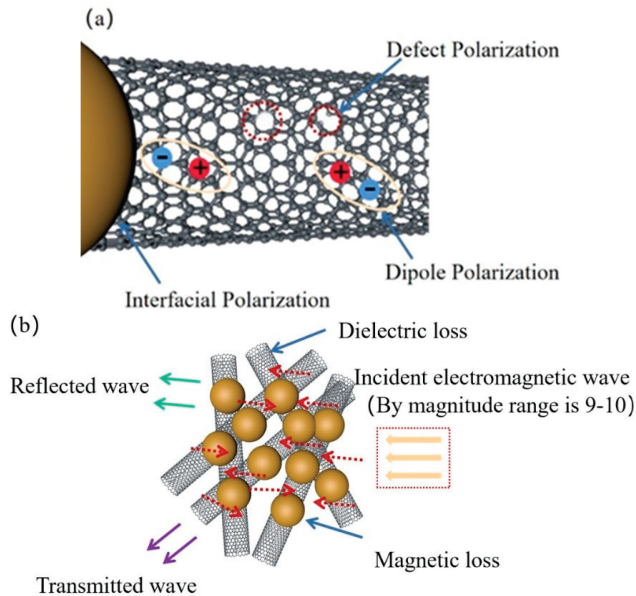 (a)
Defect Polarization
−
+
+
−
Dipole Polarization
Interfacial Polarization
(b)
Dielectric loss
Reflected wave
Incident electromagnetic wave
(By magnitude range is 9-10)
Magnetic loss
Transmitted wave